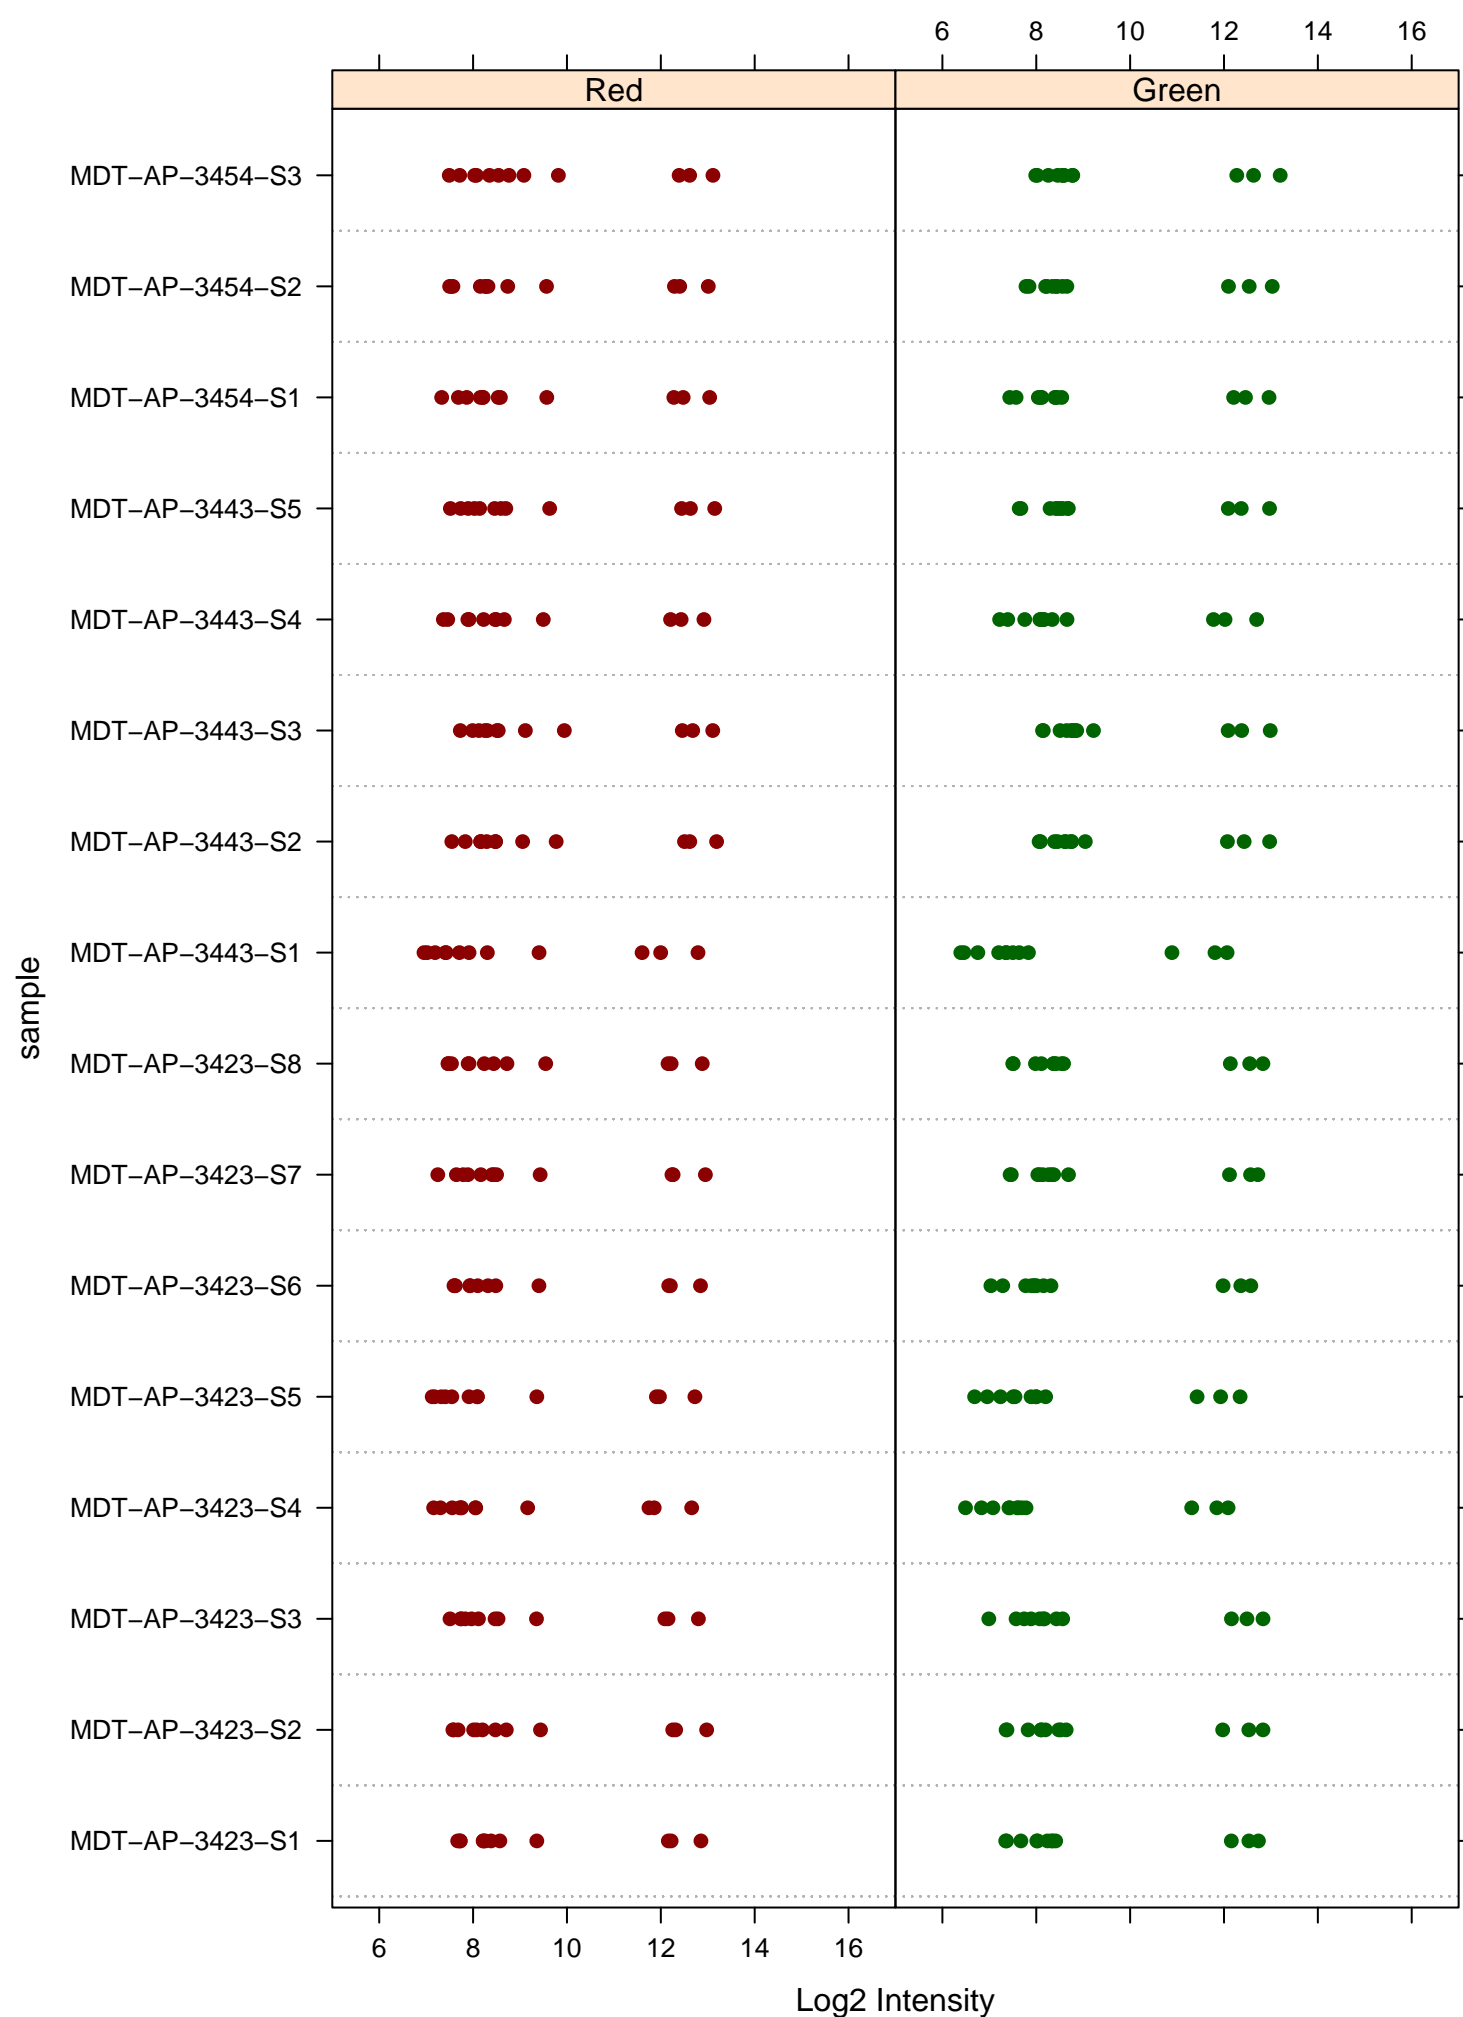 6 8 10 12 14 16
Red Green
MDT−AP−3454−S3
MDT−AP−3454−S2
MDT−AP−3454−S1
MDT−AP−3443−S5
MDT−AP−3443−S4
MDT−AP−3443−S3
MDT−AP−3443−S2
MDT−AP−3443−S1
MDT−AP−3423−S8
MDT−AP−3423−S7
MDT−AP−3423−S6
MDT−AP−3423−S5
MDT−AP−3423−S4
MDT−AP−3423−S3
MDT−AP−3423−S2
MDT−AP−3423−S1
sample
6 8 10 12 14 16
Log2 Intensity